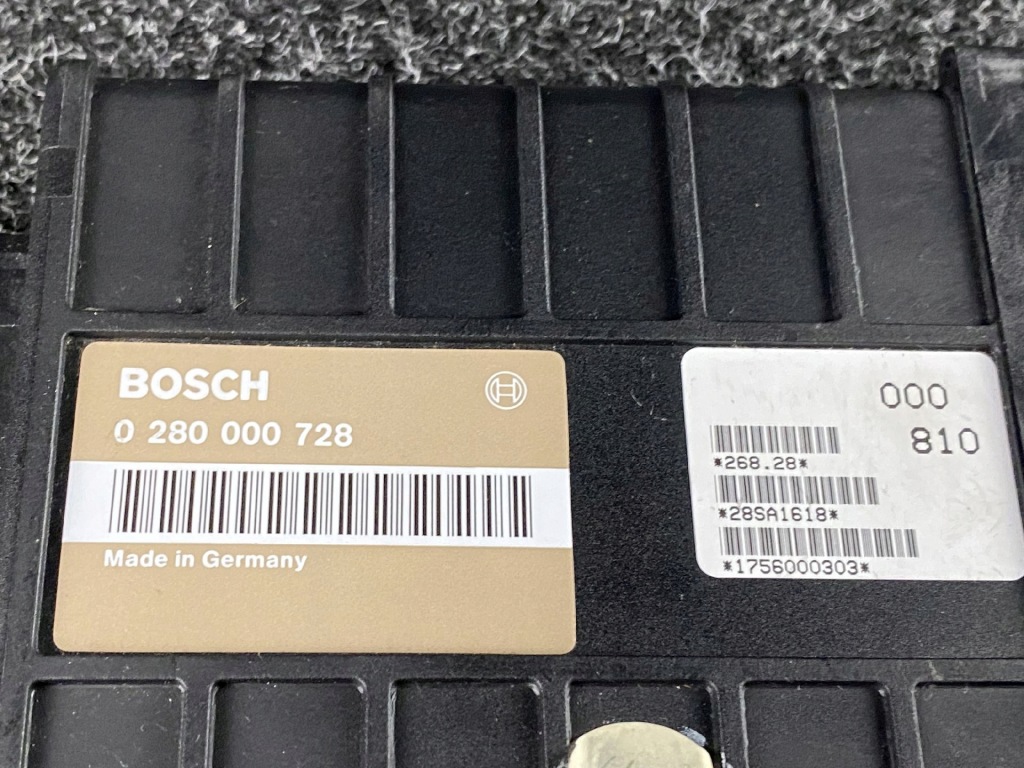 BOSCH
0 280 000 728
Made in Germany
000
810
*268.28*
*28SA1618*
*1756000303*